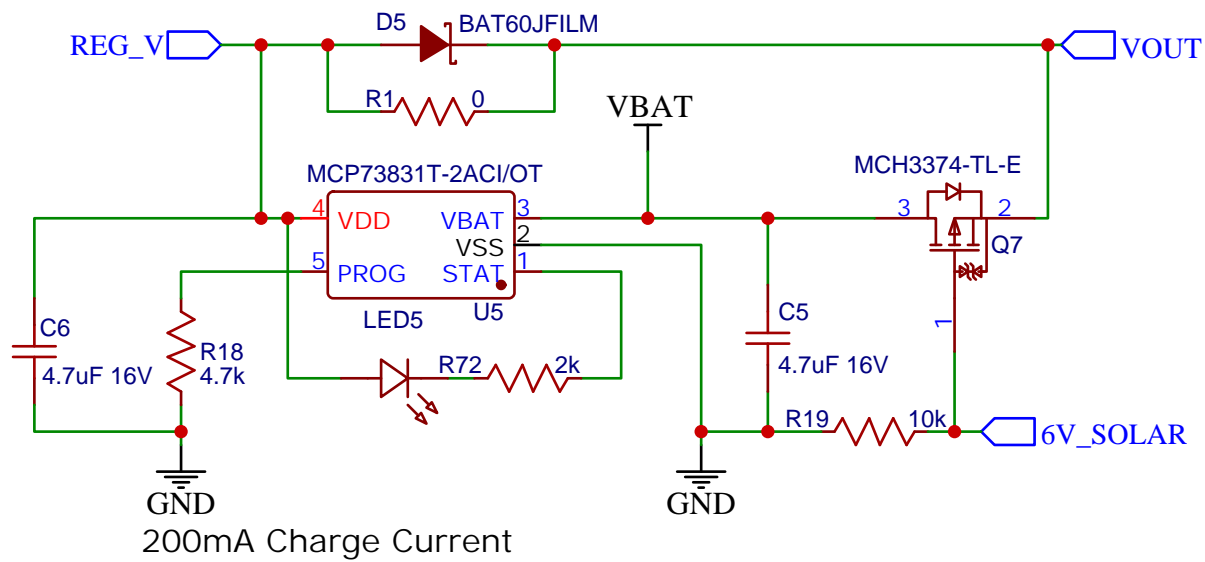 D5 BAT60JFILM
REG_V
VOUT
R1 0
VBAT
MCP73831T-2ACI/OT
MCH3374-TL-E
4 VDD VBAT 3
VSS 2
5 PROG STAT 1
3 2
Q7
LED5 U5
1
C6
4.7uF 16V
R18
4.7k
R72 2k
C5
4.7uF 16V
R19 10k
6V_SOLAR
GND
GND
200mA Charge Current